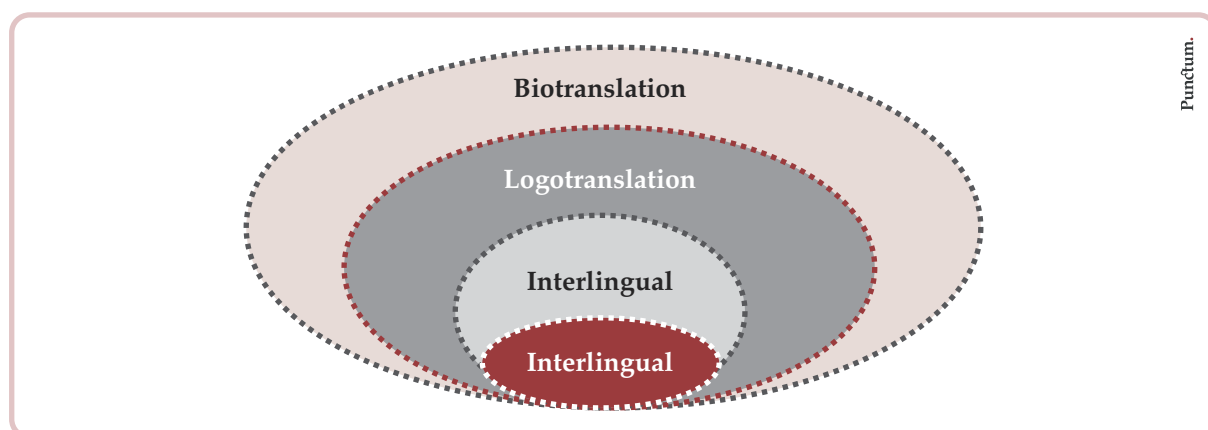 Punctum.
Biotranslation
Logotranslation
Interlingual
Interlingual